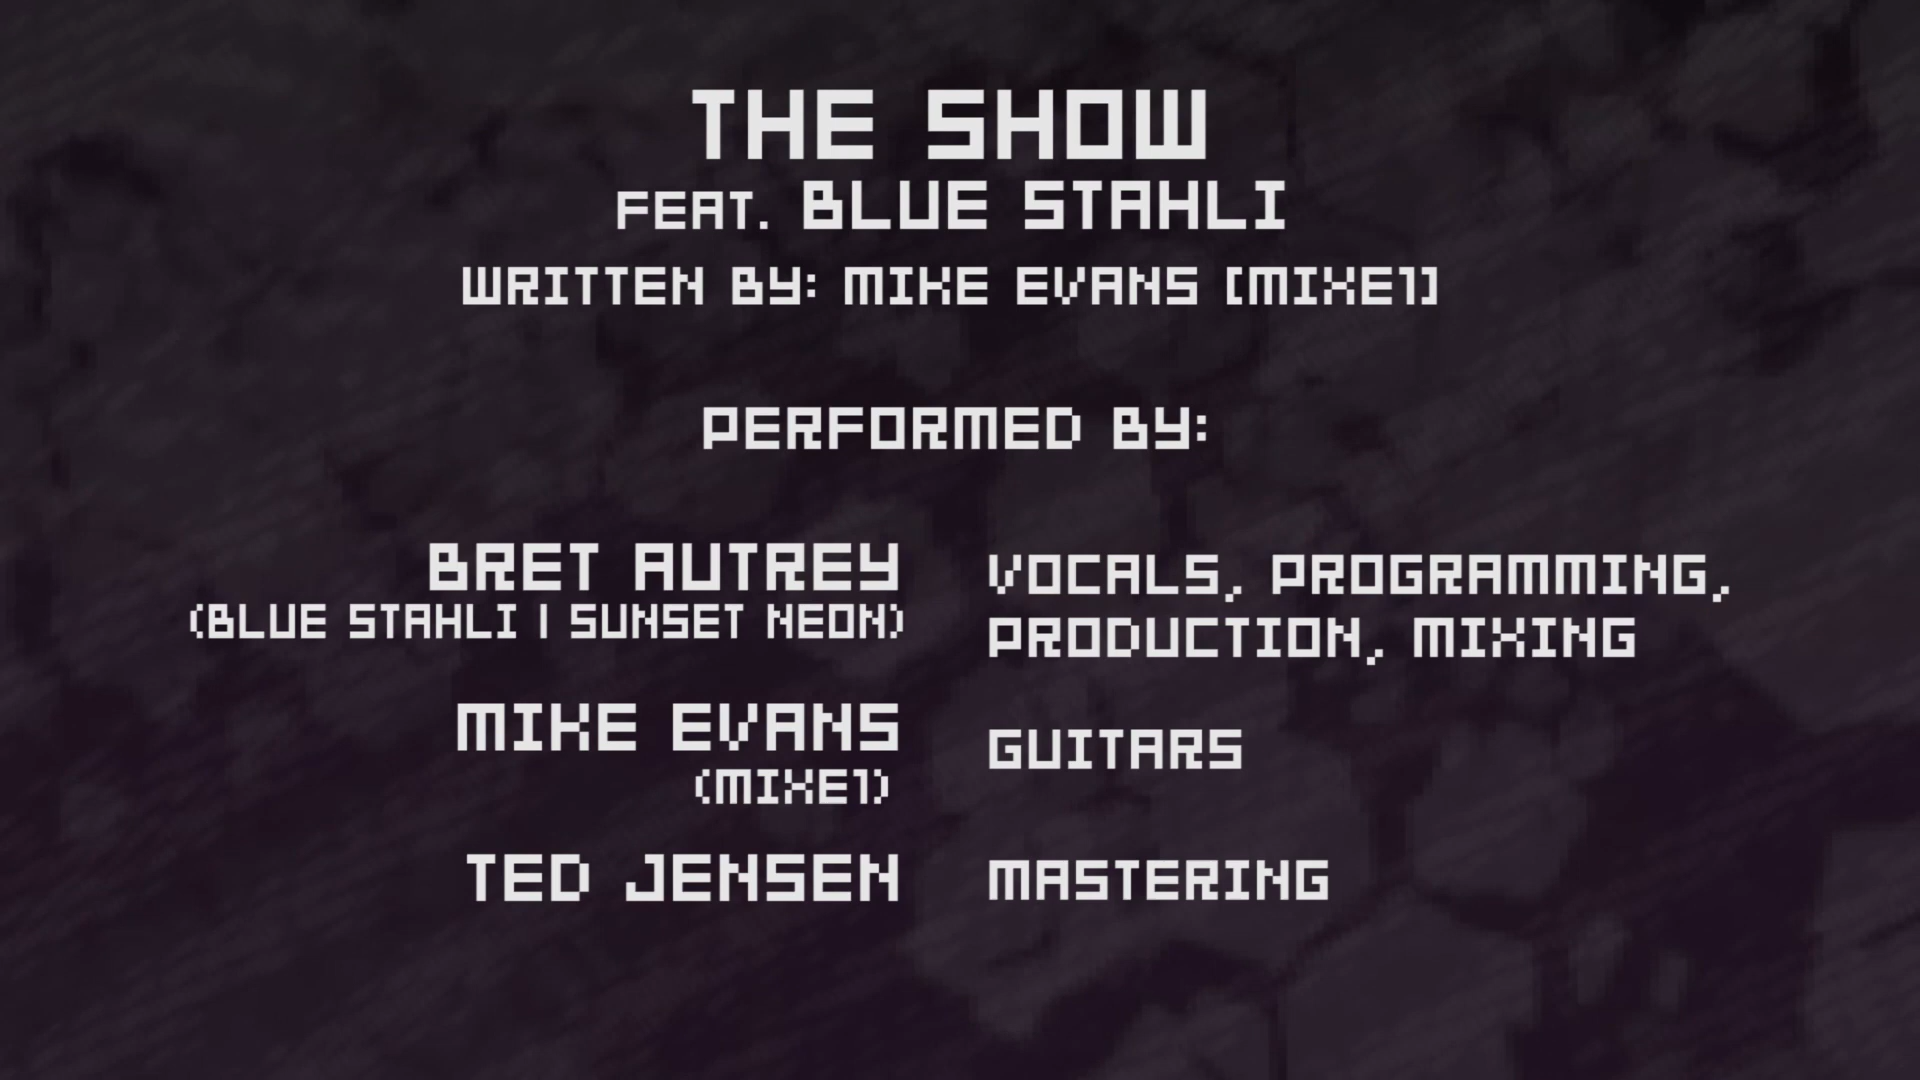 THE SHOW
FEAT. BLUE STAHLI
WRITTEN BY: MIKE EVANS [MIXE1]
PERFORMED BY:
BRET AUTREY
(BLUE STAHLI | SUNSET NEON)
VOCALS, PROGRAMMING,
PRODUCTION, MIXING
MIKE EVANS
(MIXE1)
GUITARS
TED JENSEN
MASTERING